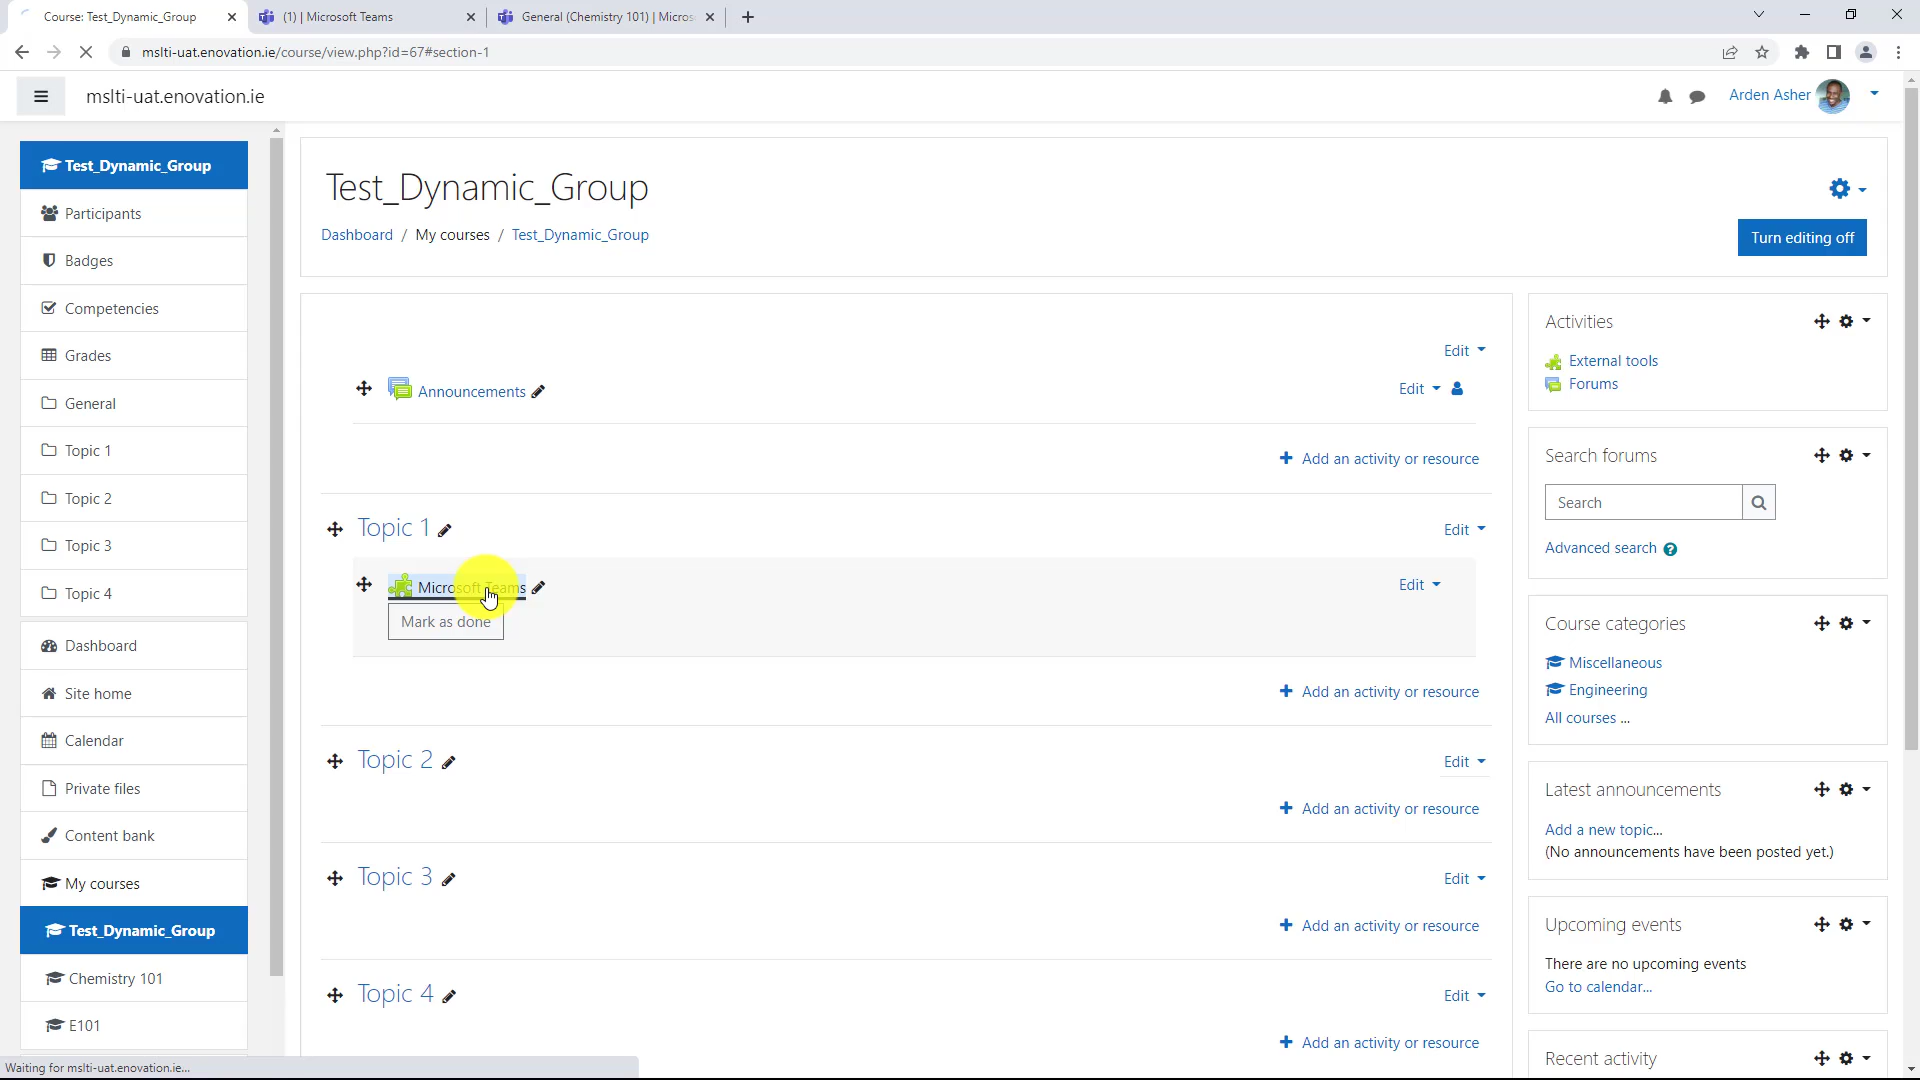 Course: Test_Dynamic_Group
(1) | Microsoft Teams
General (Chemistry 101) | Micros
mslti-uat.enovation.ie/course/view.php?id=67#section-1
mslti-uat.enovation.ie
Arden Asher
Test_Dynamic_Group
Participants
Badges
Competencies
Grades
General
Topic 1
Topic 2
Topic 3
Topic 4
Dashboard
Site home
Calendar
Private files
Content bank
My courses
Test_Dynamic_Group
Chemistry 101
E101
Test_Dynamic_Group
Dashboard / My courses / Test_Dynamic_Group
Turn editing off
Edit
Announcements
Edit
Add an activity or resource
Topic 1
Edit
Microsoft Teams
Edit
Mark as done
Add an activity or resource
Topic 2
Edit
Add an activity or resource
Topic 3
Edit
Add an activity or resource
Topic 4
Edit
Add an activity or resource
Activities
External tools
Forums
Search forums
Search
Advanced search
Course categories
Miscellaneous
Engineering
All courses ...
Latest announcements
Add a new topic...
(No announcements have been posted yet.)
Upcoming events
There are no upcoming events
Go to calendar...
Recent activity
Waiting for mslti-uat.enovation.ie...